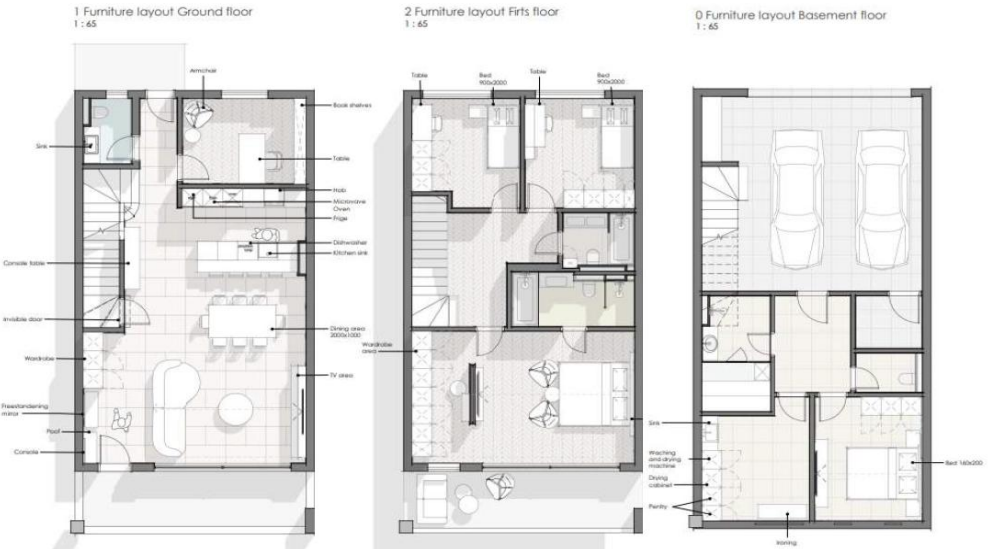 1 Furniture layout Ground floor
1 : 65
Armchair
Book shelves
Sink
Table
Hob
Microwave
Oven
Frige
Dishwasher
Kitchen sink
Console table
Invisible door
Dining area
2000x1000
Wardrobe
TV area
Freestandening
mirror
Poof
Console
2 Furniture layout Firts floor
1 : 65
Table
Bed
900x2000
Table
Bed
900x2000
Wardrobe
area
0 Furniture layout Basement floor
1 : 65
Sink
Waching
and drying
machine
Drying
cabinet
Pentry
Bed 160x200
Ironing